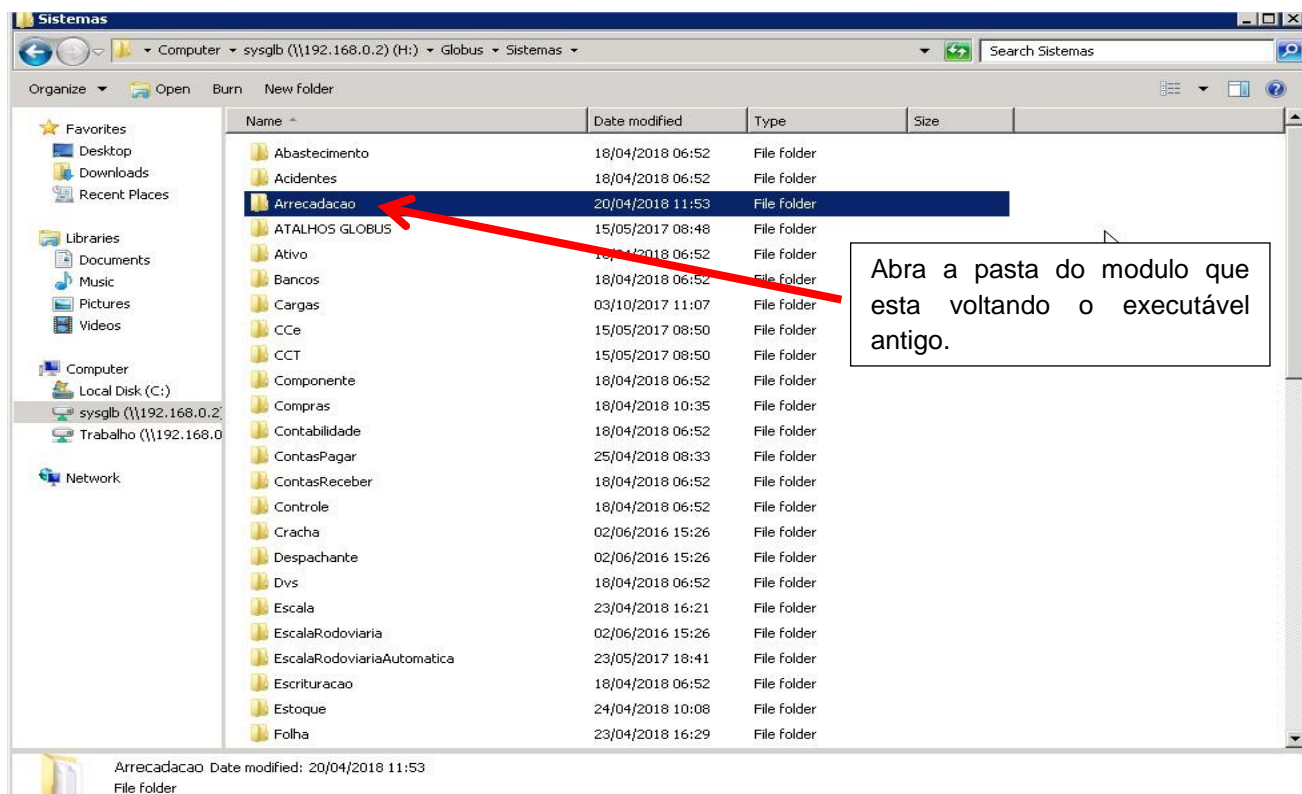 Sistemas
Computer sysglb (\\192.168.0.2) (H:) Globus Sistemas
Search Sistemas
Organize Open Burn New folder
Favorites
Desktop
Downloads
Recent Places
Libraries
Documents
Music
Pictures
Videos
Computer
Local Disk (C:)
sysglb (\\192.168.0.2)
Trabalho (\\192.168.0
Network
Name Date modified Type Size
Abastecimento 18/04/2018 06:52 File folder
Acidentes 18/04/2018 06:52 File folder
Arrecadacao 20/04/2018 11:53 File folder
ATALHOS GLOBUS 15/05/2017 08:48 File folder
Ativo 18/04/2018 06:52 File folder
Bancos 18/04/2018 06:52 File folder
Cargas 03/10/2017 11:07 File folder
CCe 15/05/2017 08:50 File folder
CCT 15/05/2017 08:50 File folder
Componente 18/04/2018 06:52 File folder
Compras 18/04/2018 10:35 File folder
Contabilidade 18/04/2018 06:52 File folder
ContasPagar 25/04/2018 08:33 File folder
ContasReceber 18/04/2018 06:52 File folder
Controle 18/04/2018 06:52 File folder
Cracha 02/06/2016 15:26 File folder
Despachante 02/06/2016 15:26 File folder
Dvs 18/04/2018 06:52 File folder
Escala 23/04/2018 16:21 File folder
EscalaRodoviaria 02/06/2016 15:26 File folder
EscalaRodoviariaAutomatica 23/05/2017 18:41 File folder
Escrituracao 18/04/2018 06:52 File folder
Estoque 24/04/2018 10:08 File folder
Folha 23/04/2018 16:29 File folder
Abra a pasta do modulo que
esta voltando o executável
antigo.
Arrecadacao Date modified: 20/04/2018 11:53
File folder